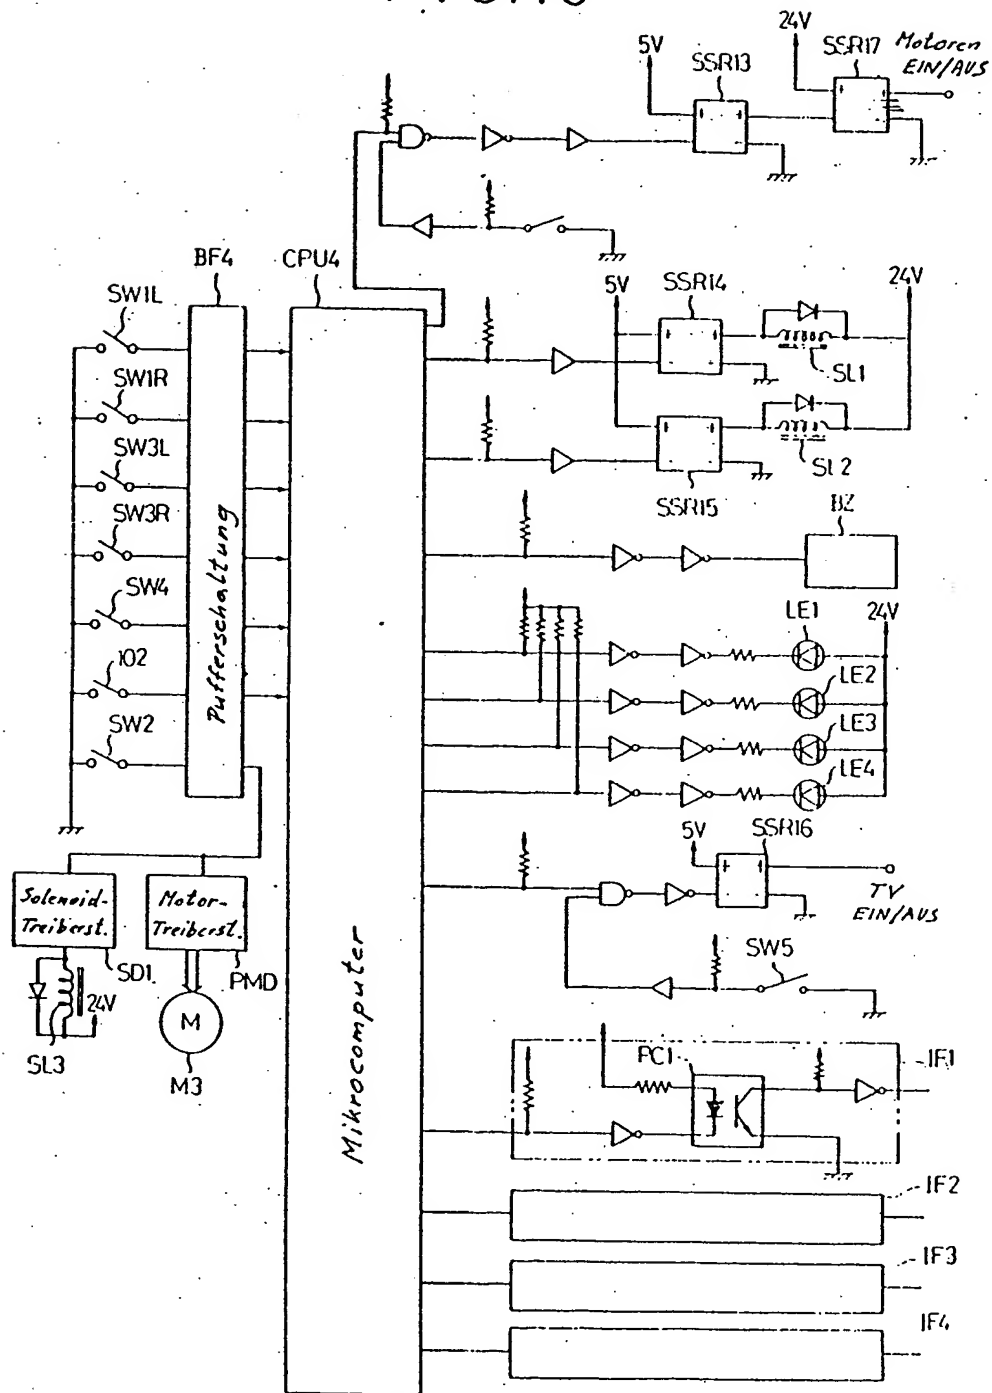 24V
5V
SSR13
SSR17
Motoren
EIN/AUS
BF4
CPU4
SW1L
SW1R
SW3L
SW3R
SW4
102
SW2
Pufferschaltung
Mikrocomputer
5V
SSR14
24V
SL1
SL2
SSR15
BZ
LE1
24V
LE2
LE3
LE4
5V
SSR16
TV
EIN/AUS
SW5
Solenoid-
Treiberst.
Motor-
Treiberst.
SD1
PMD
24V
SL3
M
M3
PC1
IF1
IF2
IF3
IF4